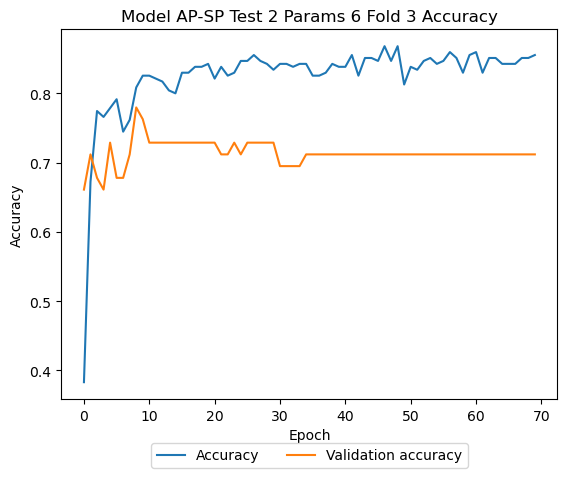 Model AP-SP Test 2 Params 6 Fold 3 Accuracy
Accuracy
0.8
0.7
0.6
0.5
0.4
0 10 20 30 40 50 60 70
Epoch
Accuracy Validation accuracy